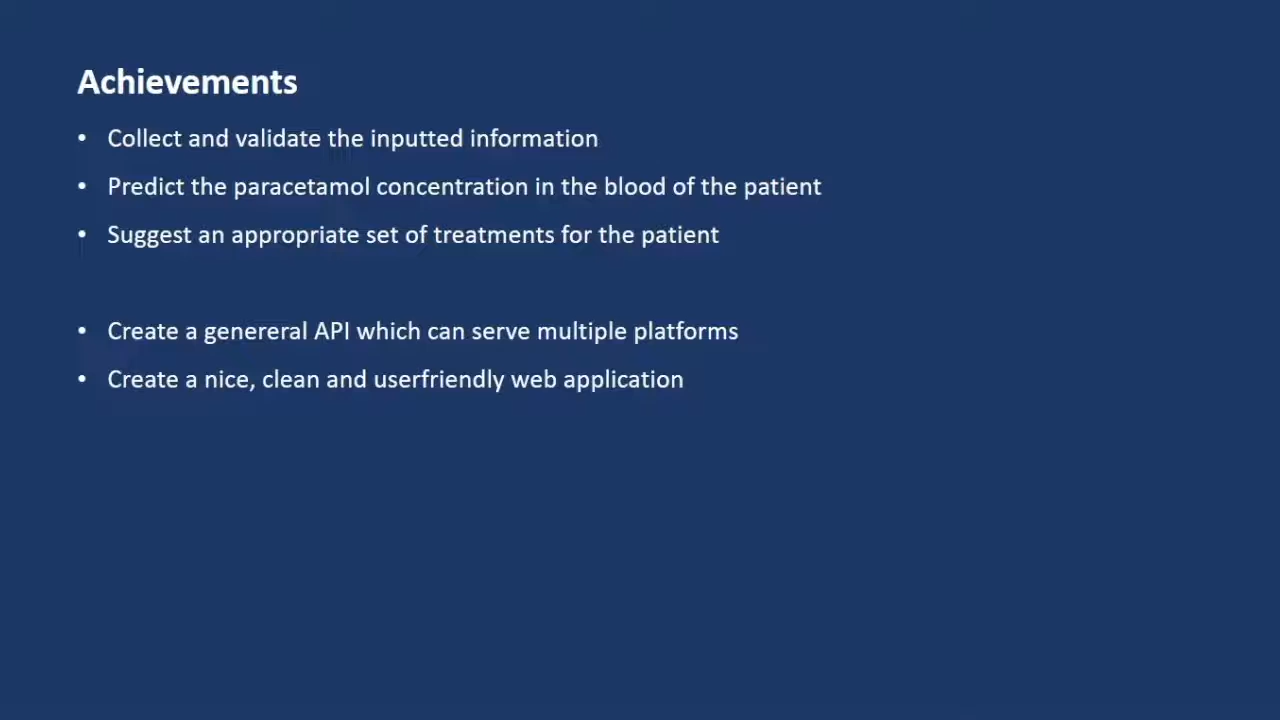 Achievements
• Collect and validate the inputted information
• Predict the paracetamol concentration in the blood of the patient
• Suggest an appropriate set of treatments for the patient
• Create a genereral API which can serve multiple platforms
• Create a nice, clean and userfriendly web application